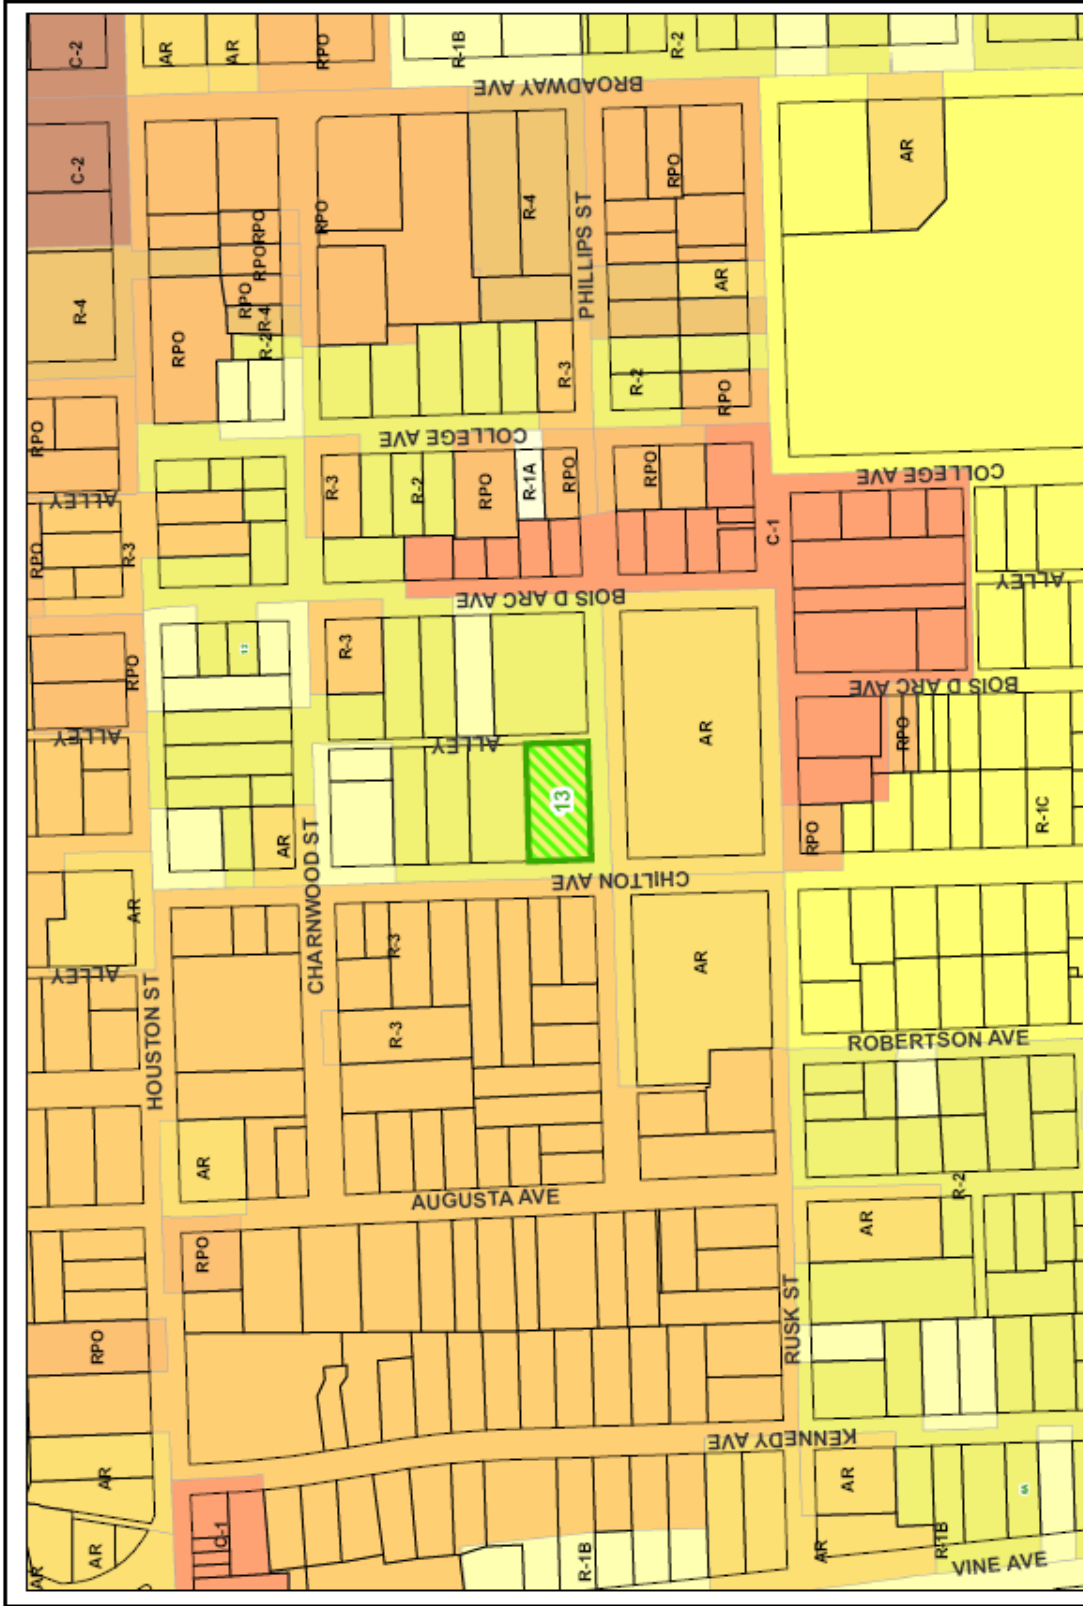 C-2
AR
AR
RPO
R-1B
R-2
BROADWAY AVE
C-2
RPO
AR
RPO
RPO
R-4
RPO
PHILLIPS ST
RPO
RPO
R-4
R-4
R-2
AR
RPO
R-3
R-2
RPO
RPO
COLLEGE AVE
ALLEY
R-3
R-2
RPO
R-1A
RPO
RPO
COLLEGE AVE
RPO
R-3
C-1
ALLEY
BOIS D ARC AVE
13
R-3
RPO
BOIS D ARC AVE
ALLEY
ALLEY
AR
RPO
13
R-1C
AR
CHARNWOOD ST
RPO
CHILTON AVE
AR
ALLEY
R-3
AR
HOUSTON ST
R-3
ROBERTSON AVE
AR
AUGUSTA AVE
R-2
RPO
AR
RUSK ST
RPO
KENNEDY AVE
AR
AR
C-1
AR
R-1B
AR
R-1B
AR
VINE AVE